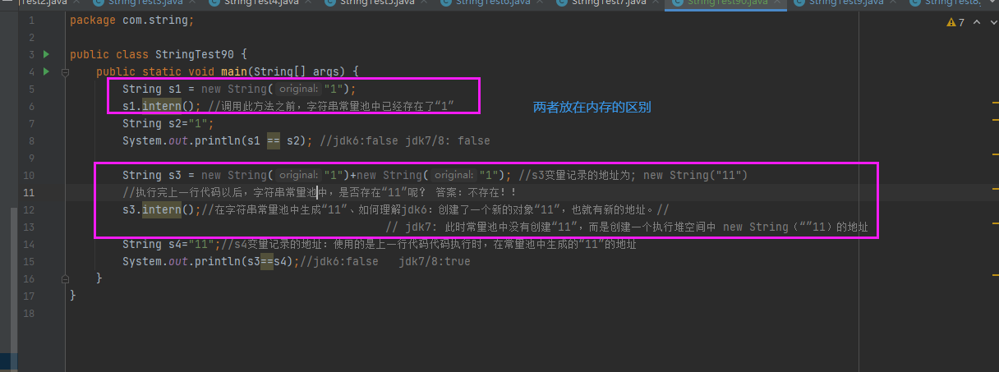 Test2.java StringTest3.java StringTest4.java StringTest5.java StringTest6.java StringTest7.java StringTest90.java StringTest9.java StringTest8.
1 package com.string;
7
2
3 public class StringTest90 {
4 public static void main(String[] args) {
5 String s1 = new String( original: "1");
6 s1.intern(); //调用此方法之前，字符串常量池中已经存在了“1”
两者放在内存的区别
7 String s2="1";
8 System.out.println(s1 == s2); //jdk6:false jdk7/8: false
9
10 String s3 = new String( original: "1")+new String( original: "1"); //s3变量记录的地址为; new String("11")
11 //执行完上一行代码以后，字符串常量池中，是否存在“11”呢？ 答案：不存在！！
12 s3.intern();//在字符串常量池中生成“11”、如何理解jdk6：创建了一个新的对象“11”，也就有新的地址。//
13 // jdk7: 此时常量池中没有创建“11”，而是创建一个执行堆空间中 new String（“”11）的地址
14 String s4="11";//s4变量记录的地址：使用的是上一行代码代码执行时，在常量池中生成的“11”的地址
15 System.out.println(s3==s4);//jdk6:false jdk7/8:true
16 }
17 }
18